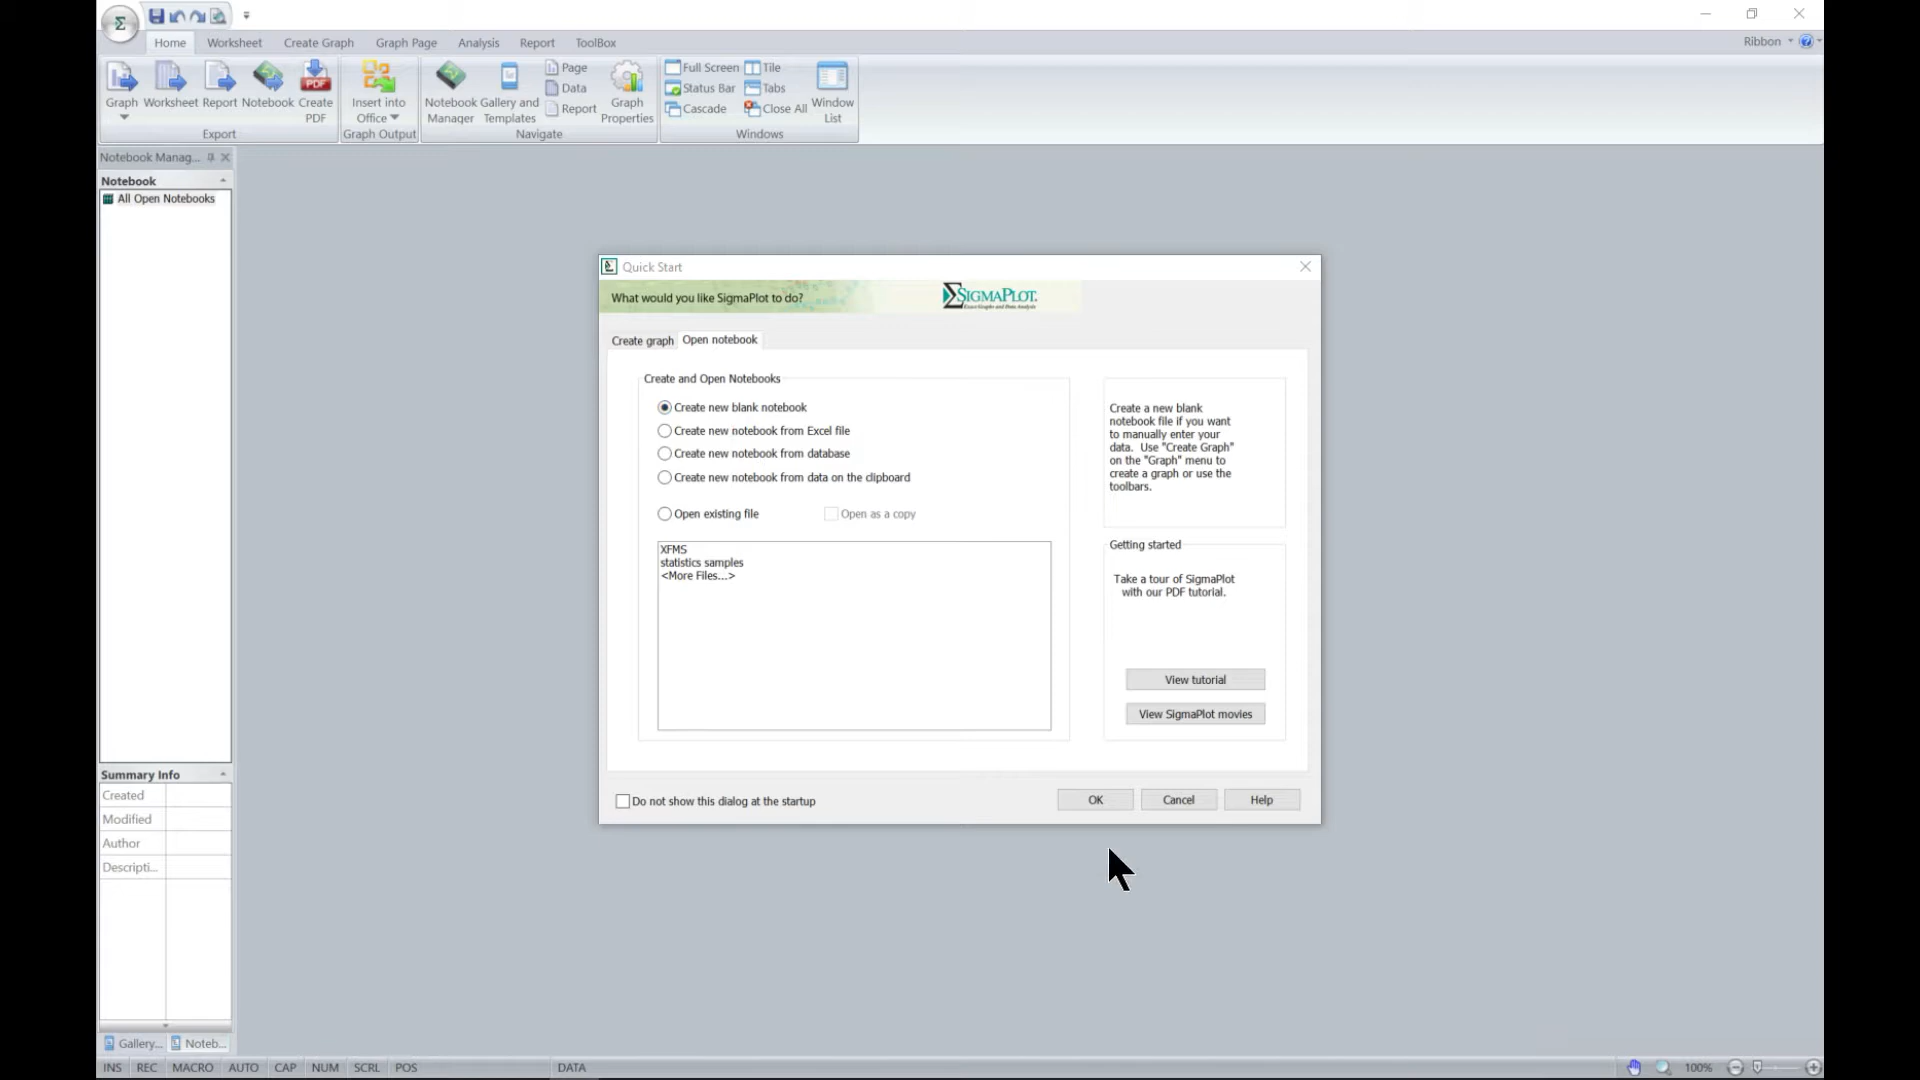 Home Worksheet Create Graph Graph Page Analysis Report ToolBox Ribbon
Graph Worksheet Report Notebook Create PDF
Export
Insert into Office
Graph Output
Notebook Manager Gallery and Templates Page Data Report Graph Properties
Navigate
Full Screen Tile
Status Bar Tabs
Cascade Close All
Window List
Windows
Notebook Manag...
Notebook
All Open Notebooks
Quick Start
What would you like SigmaPlot to do?
SIGMAPLOT.
Exact Graphs and Data Analysis
Create graph Open notebook
Create and Open Notebooks
Create new blank notebook
Create new notebook from Excel file
Create new notebook from database
Create new notebook from data on the clipboard
Open existing file Open as a copy
XFMS
statistics samples
<More Files...>
Create a new blank
notebook file if you want
to manually enter your
data. Use "Create Graph"
on the "Graph" menu to
create a graph or use the
toolbars.
Getting started
Take a tour of SigmaPlot
with our PDF tutorial.
View tutorial
View SigmaPlot movies
Do not show this dialog at the startup
OK Cancel Help
Summary Info
Created
Modified
Author
Descripti...
Gallery... Noteb...
INS REC MACRO AUTO CAP NUM SCRL POS DATA 100%